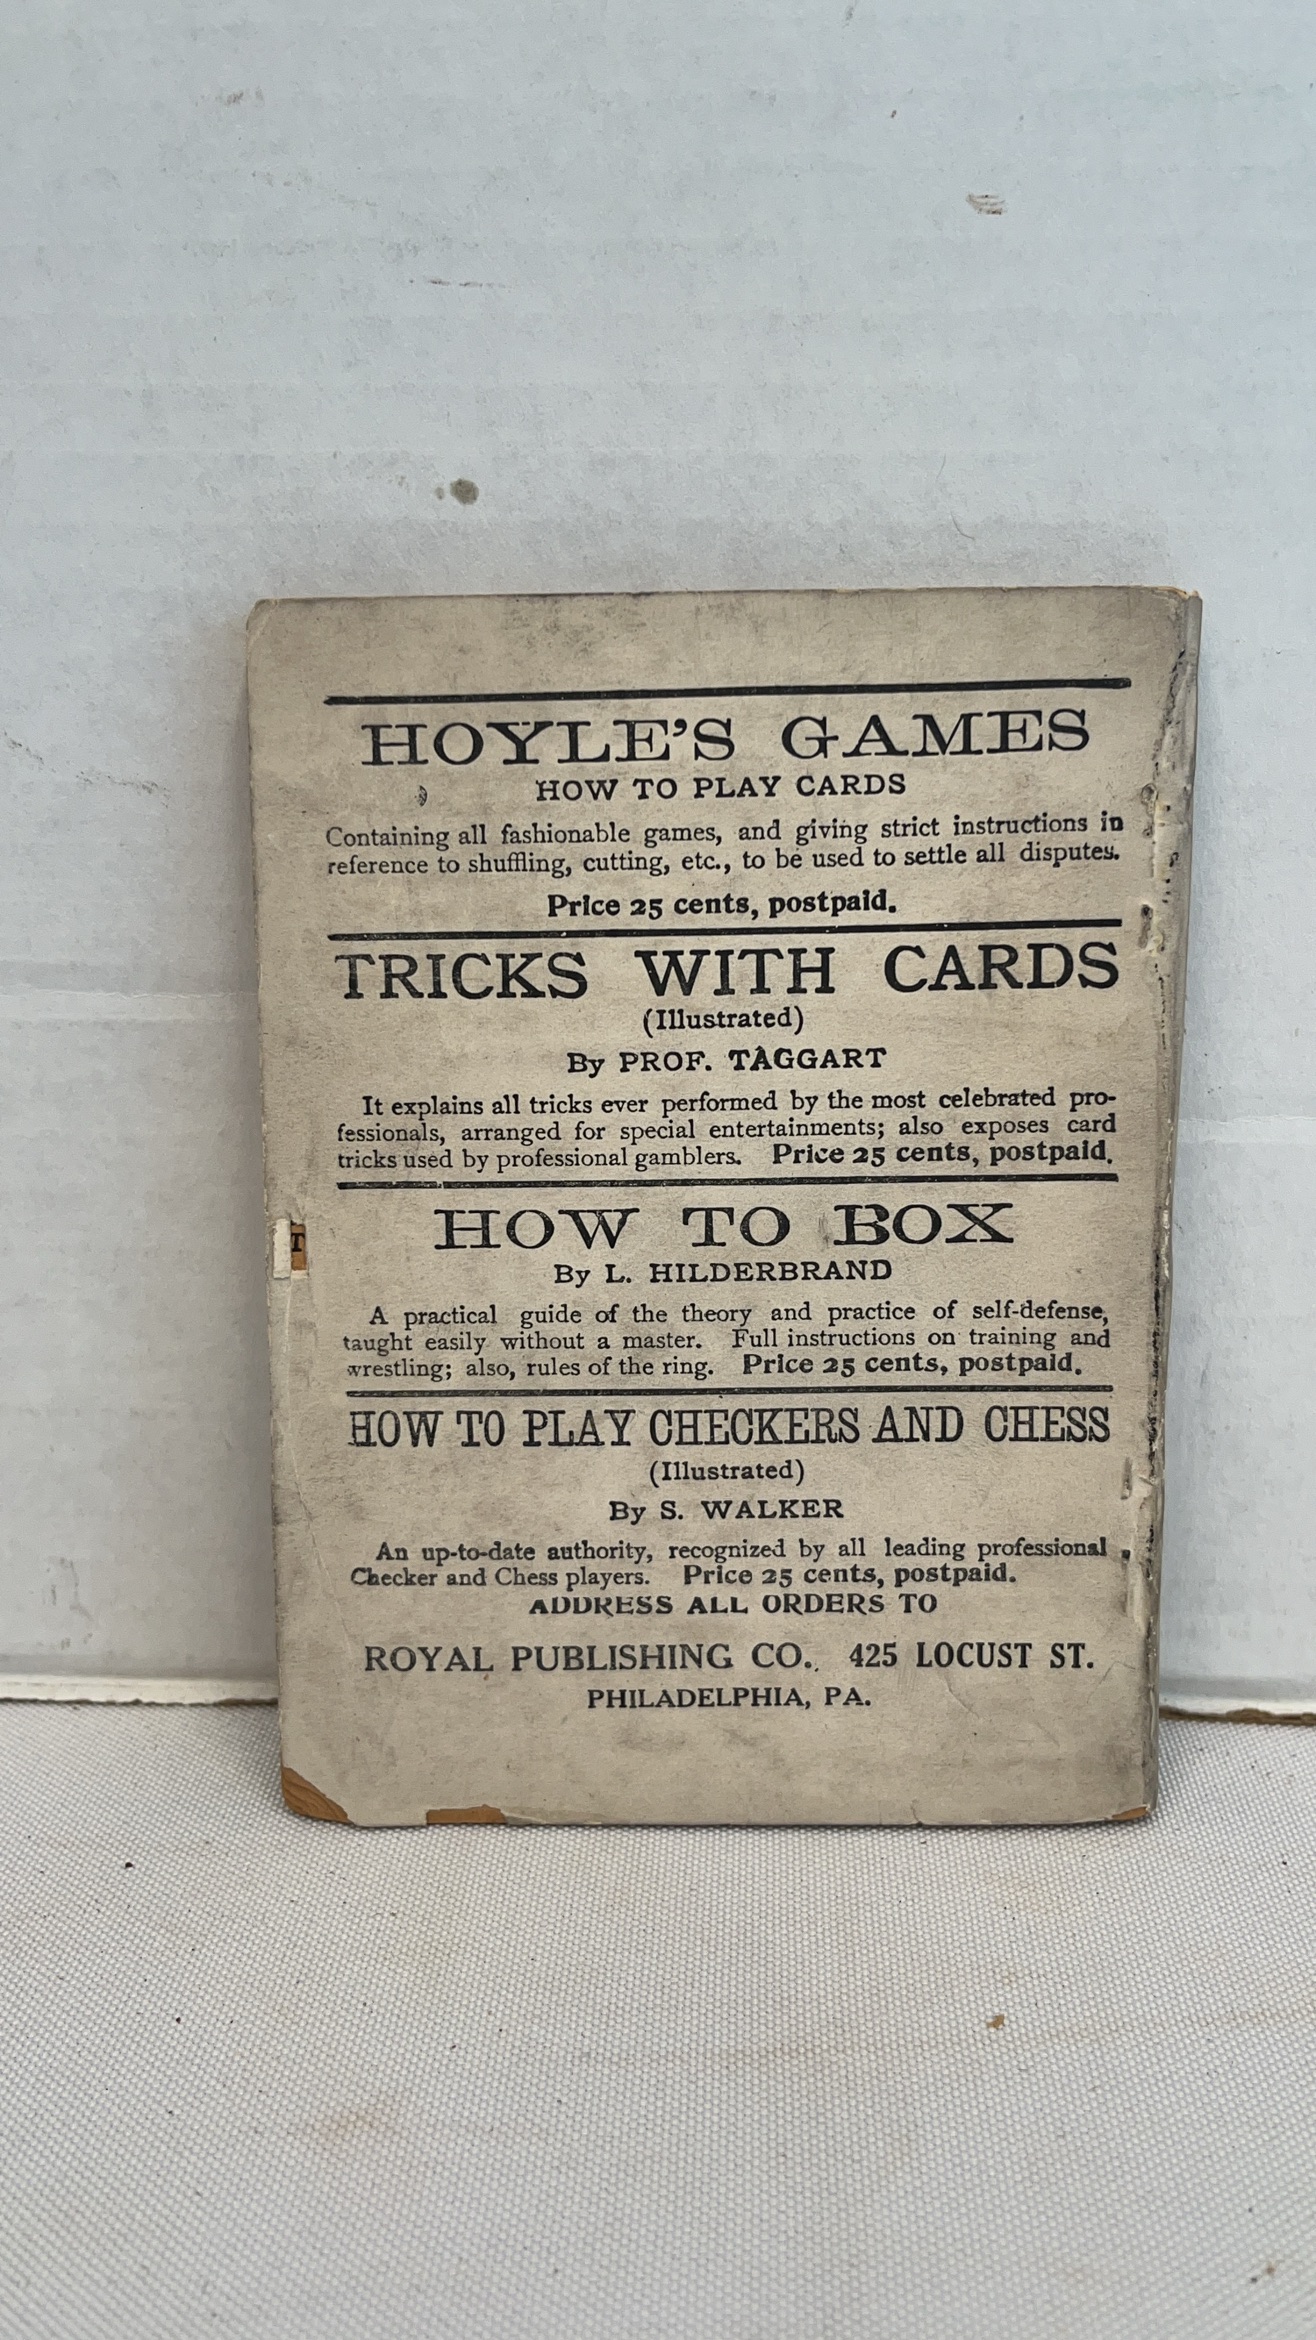 HOYLE'S GAMES
HOW TO PLAY CARDS
Containing all fashionable games, and giving strict instructions in
reference to shuffling, cutting, etc., to be used to settle all disputes.
Price 25 cents, postpaid.
TRICKS WITH CARDS
(Illustrated)
By PROF. TAGGART
It explains all tricks ever performed by the most celebrated pro-
fessionals, arranged for special entertainments; also exposes card
tricks used by professional gamblers. Price 25 cents, postpaid.
HOW TO BOX
By L. HILDERBRAND
A practical guide of the theory and practice of self-defense,
taught easily without a master. Full instructions on training and
wrestling; also, rules of the ring. Price 25 cents, postpaid.
HOW TO PLAY CHECKERS AND CHESS
(Illustrated)
By S. WALKER
An up-to-date authority, recognized by all leading professional
Checker and Chess players. Price 25 cents, postpaid.
ADDRESS ALL ORDERS TO
ROYAL PUBLISHING CO., 425 LOCUST ST.
PHILADELPHIA, PA.